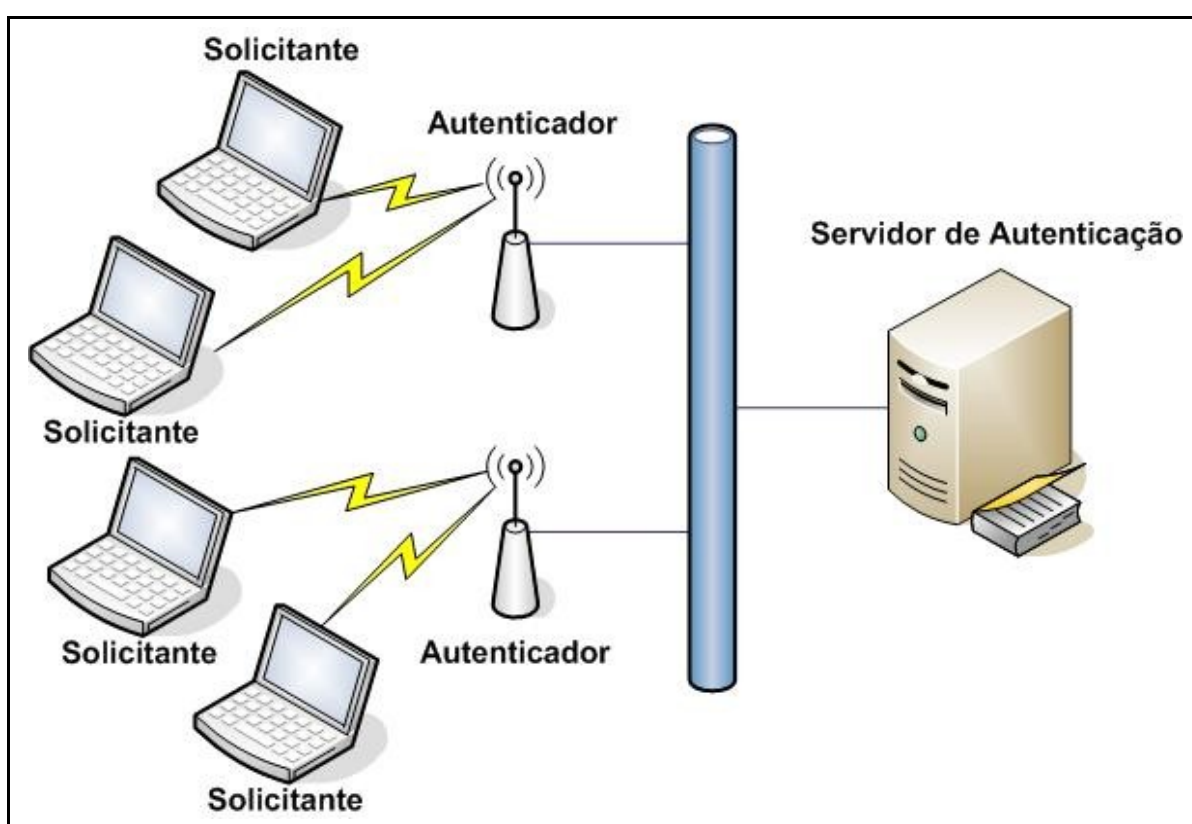 Solicitante
Autenticador
Servidor de Autenticação
Solicitante
Solicitante
Autenticador
Solicitante